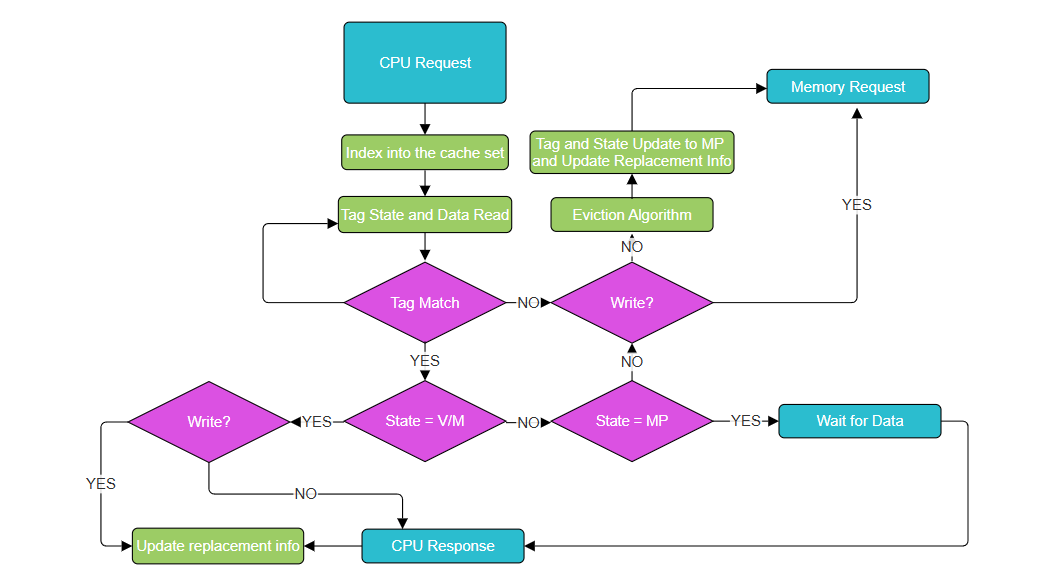 CPU Request
Memory Request
Tag and State Update to MP
and Update Replacement Info
Index into the cache set
Tag State and Data Read
Eviction Algorithm
YES
NO
Tag Match
NO
Write?
YES
NO
Write?
YES
State = V/M
NO
State = MP
YES
Wait for Data
YES
NO
Update replacement info
CPU Response